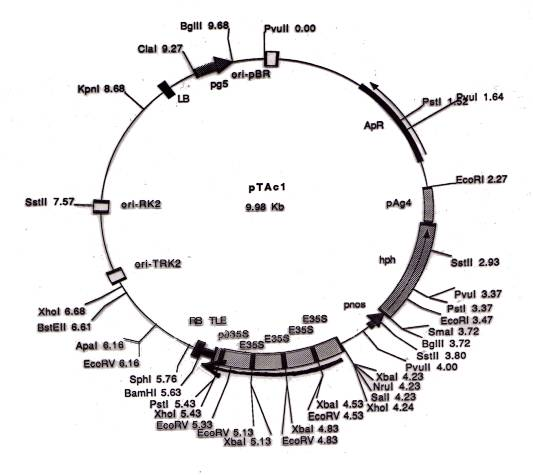 BglII 9.68
PvuII 0.00
ClaI 9.27
ori-pBR
pg5
KpnI 8.68
LB
PstI 1.52
PvuI 1.64
ApR
EcoRI 2.27
pTAc1
9.98 Kb
pAg4
SstII 7.57
ori-RK2
hph
SstII 2.93
ori-TRK2
PvuI 3.37
PstI 3.37
EcoRI 3.47
SmaI 3.72
BglII 3.72
SstII 3.80
PvuII 4.00
pnos
XhoI 6.68
BstEII 6.61
ApaI 6.16
EcoRV 6.16
RB TLE
p35S
E35S
E35S
E35S
E35S
SphI 5.76
BamHI 5.63
PstI 5.43
XhoI 5.43
EcoRV 5.33
EcoRV 5.13
XbaI 5.13
XbaI 4.23
NruI 4.23
SalI 4.23
XhoI 4.24
XbaI 4.53
EcoRV 4.53
XbaI 4.83
EcoRV 4.83